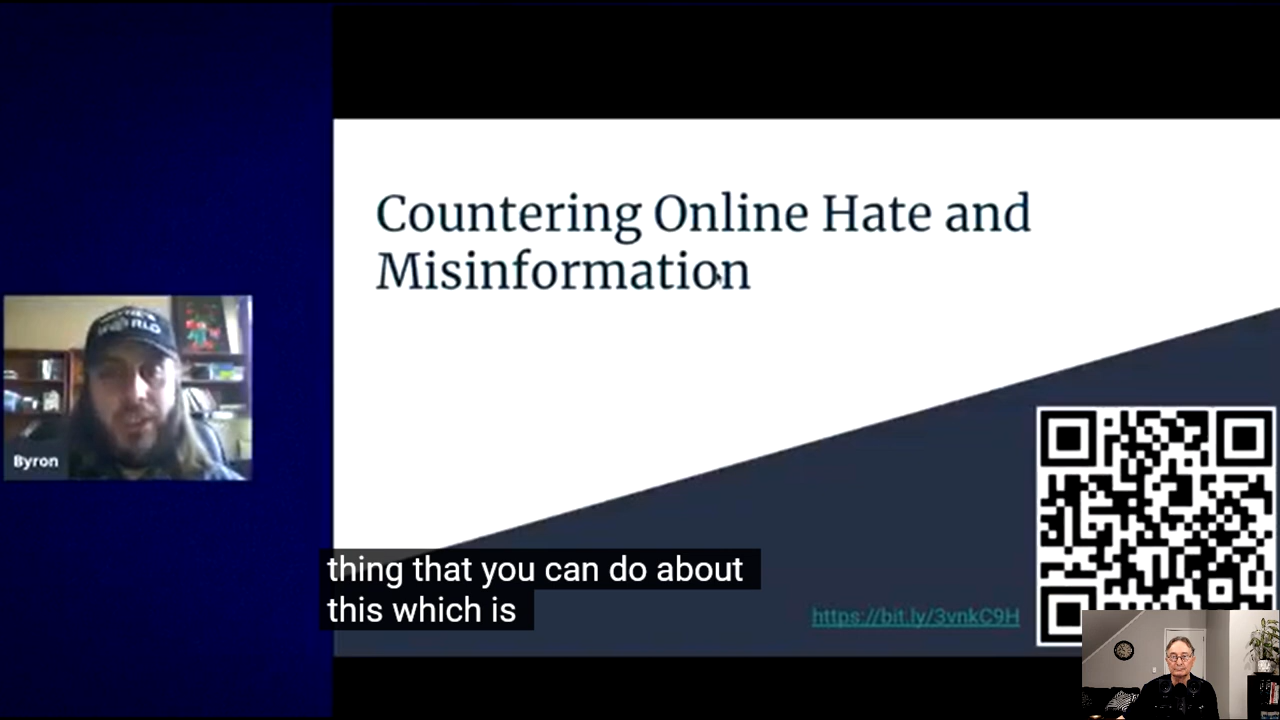 Countering Online Hate and
Misinformation
WORLD
Byron
thing that you can do about
this which is
https://bit.ly/3vnkC9H